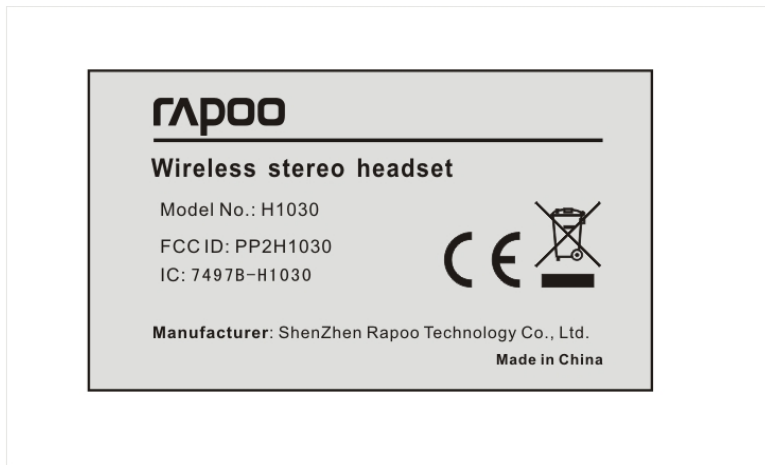 rapoo
Wireless stereo headset
Model No.: H1030
FCC ID: PP2H1030
IC: 7497B-H1030
CE
Manufacturer: ShenZhen Rapoo Technology Co., Ltd.
Made in China